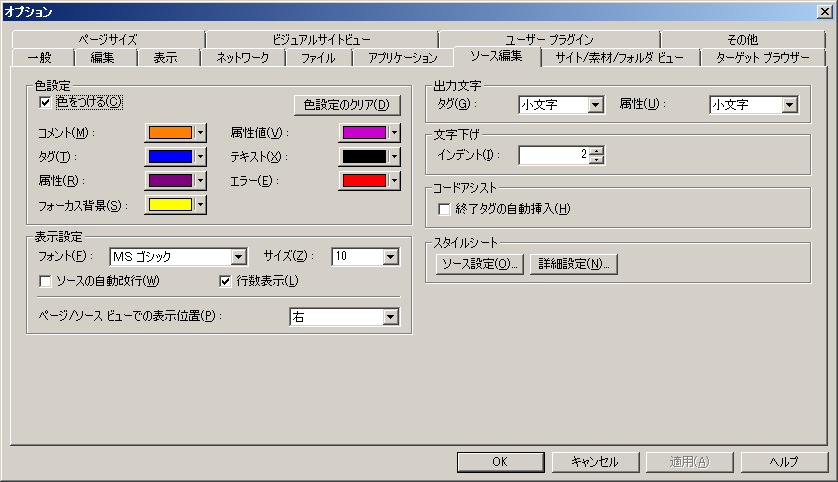 オプション
ページサイズ ビジュアルサイトビュー ユーザー プラグイン その他
一般 編集 表示 ネットワーク ファイル アプリケーション ソース編集 サイト/素材/フォルダ ビュー ターゲット ブラウザー
色設定
色をつける(C)
色設定のクリア(D)
コメント(M):
属性値(V):
タグ(T):
テキスト(X):
属性(R):
エラー(E):
フォーカス背景(S):
表示設定
フォント(F): MS ゴシック サイズ(Z): 10
ソースの自動改行(W) 行数表示(L)
ページ/ソース ビューでの表示位置(P): 右
出力文字
タグ(G): 小文字 属性(U): 小文字
文字下げ
インデント(I): 2
コードアシスト
終了タグの自動挿入(H)
スタイルシート
ソース設定(O)... 詳細設定(N)...
OK キャンセル 適用(A) ヘルプ